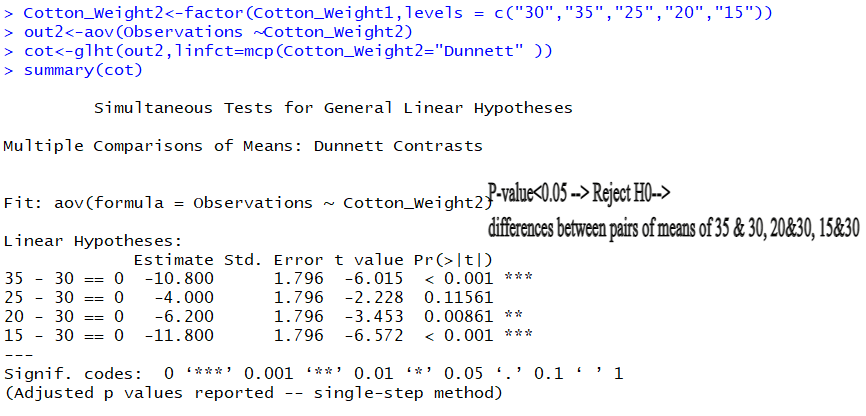 > Cotton_Weight2<-factor(Cotton_Weight1,levels = c("30","35","25","20","15"))
> out2<-aov(Observations ~Cotton_Weight2)
> cot<-glht(out2,linfct=mcp(Cotton_Weight2="Dunnett" ))
> summary(cot)
Simultaneous Tests for General Linear Hypotheses
Multiple Comparisons of Means: Dunnett Contrasts
P-value<0.05 --> Reject H0-->
Fit: aov(formula = Observations ~ Cotton_Weight2)
differences between pairs of means of 35 & 30, 20&30, 15&30
Linear Hypotheses:
Estimate Std. Error t value Pr(>|t|)
35 - 30 == 0 -10.800 1.796 -6.015 < 0.001 ***
25 - 30 == 0 -4.000 1.796 -2.228 0.11561
20 - 30 == 0 -6.200 1.796 -3.453 0.00861 **
15 - 30 == 0 -11.800 1.796 -6.572 < 0.001 ***
---
Signif. codes: 0 ‘***’ 0.001 ‘**’ 0.01 ‘*’ 0.05 ‘.’ 0.1 ‘ ’ 1
(Adjusted p values reported -- single-step method)